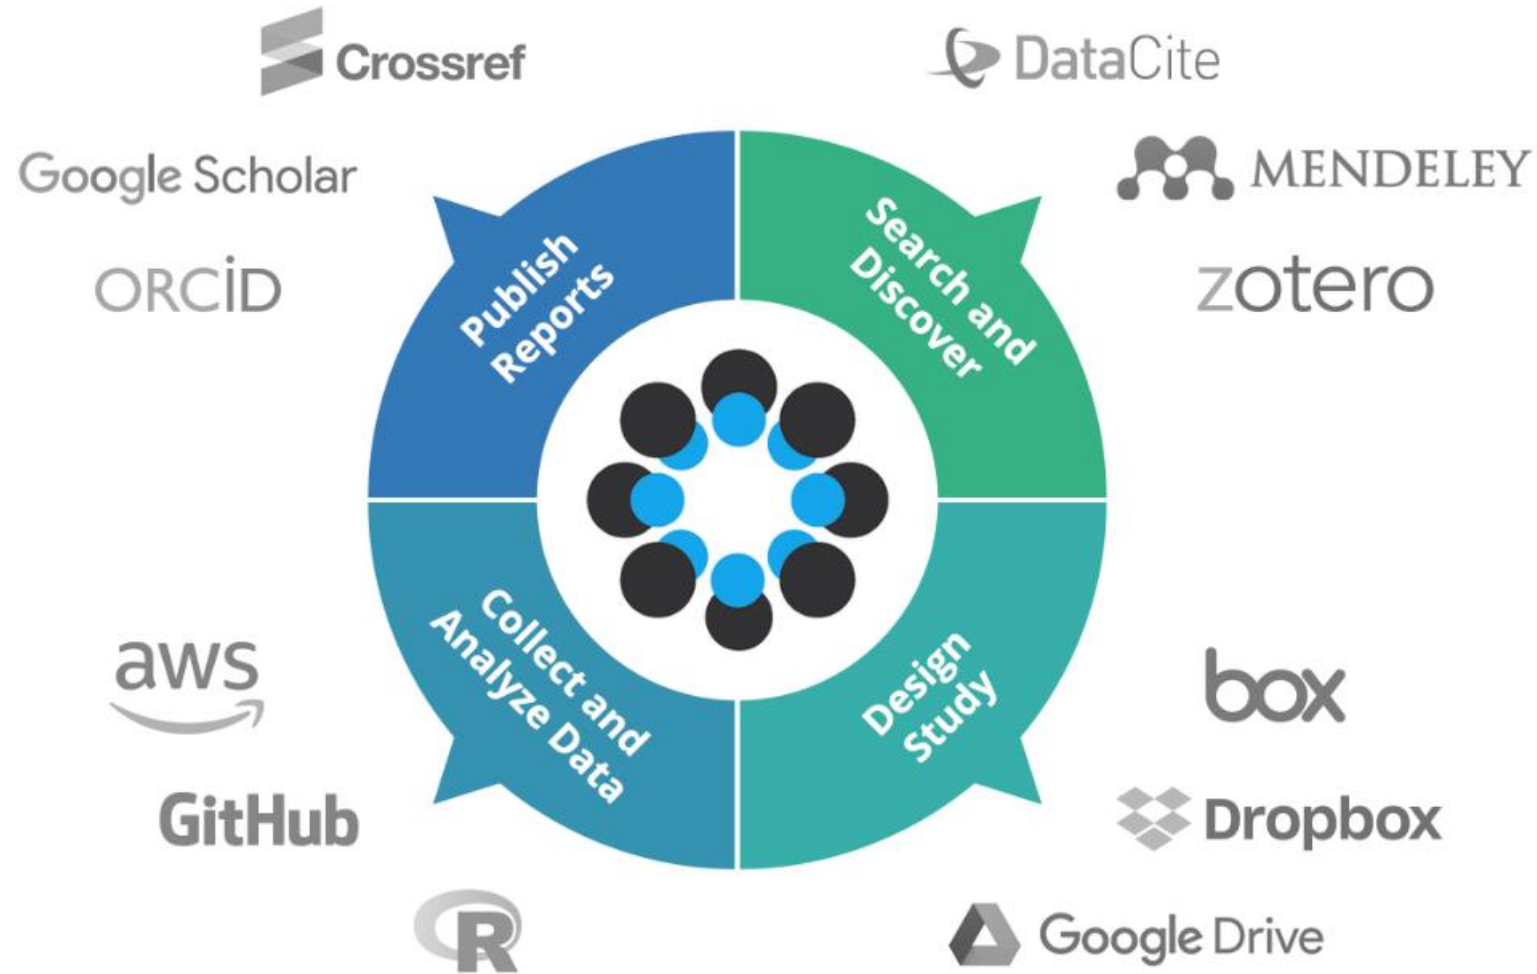 Crossref
DataCite
Google Scholar
MENDELEY
ORCiD
zotero
Publish
Reports
Search and
Discover
Collect and
Analyze Data
Design
Study
aws
box
GitHub
Dropbox
R
Google Drive